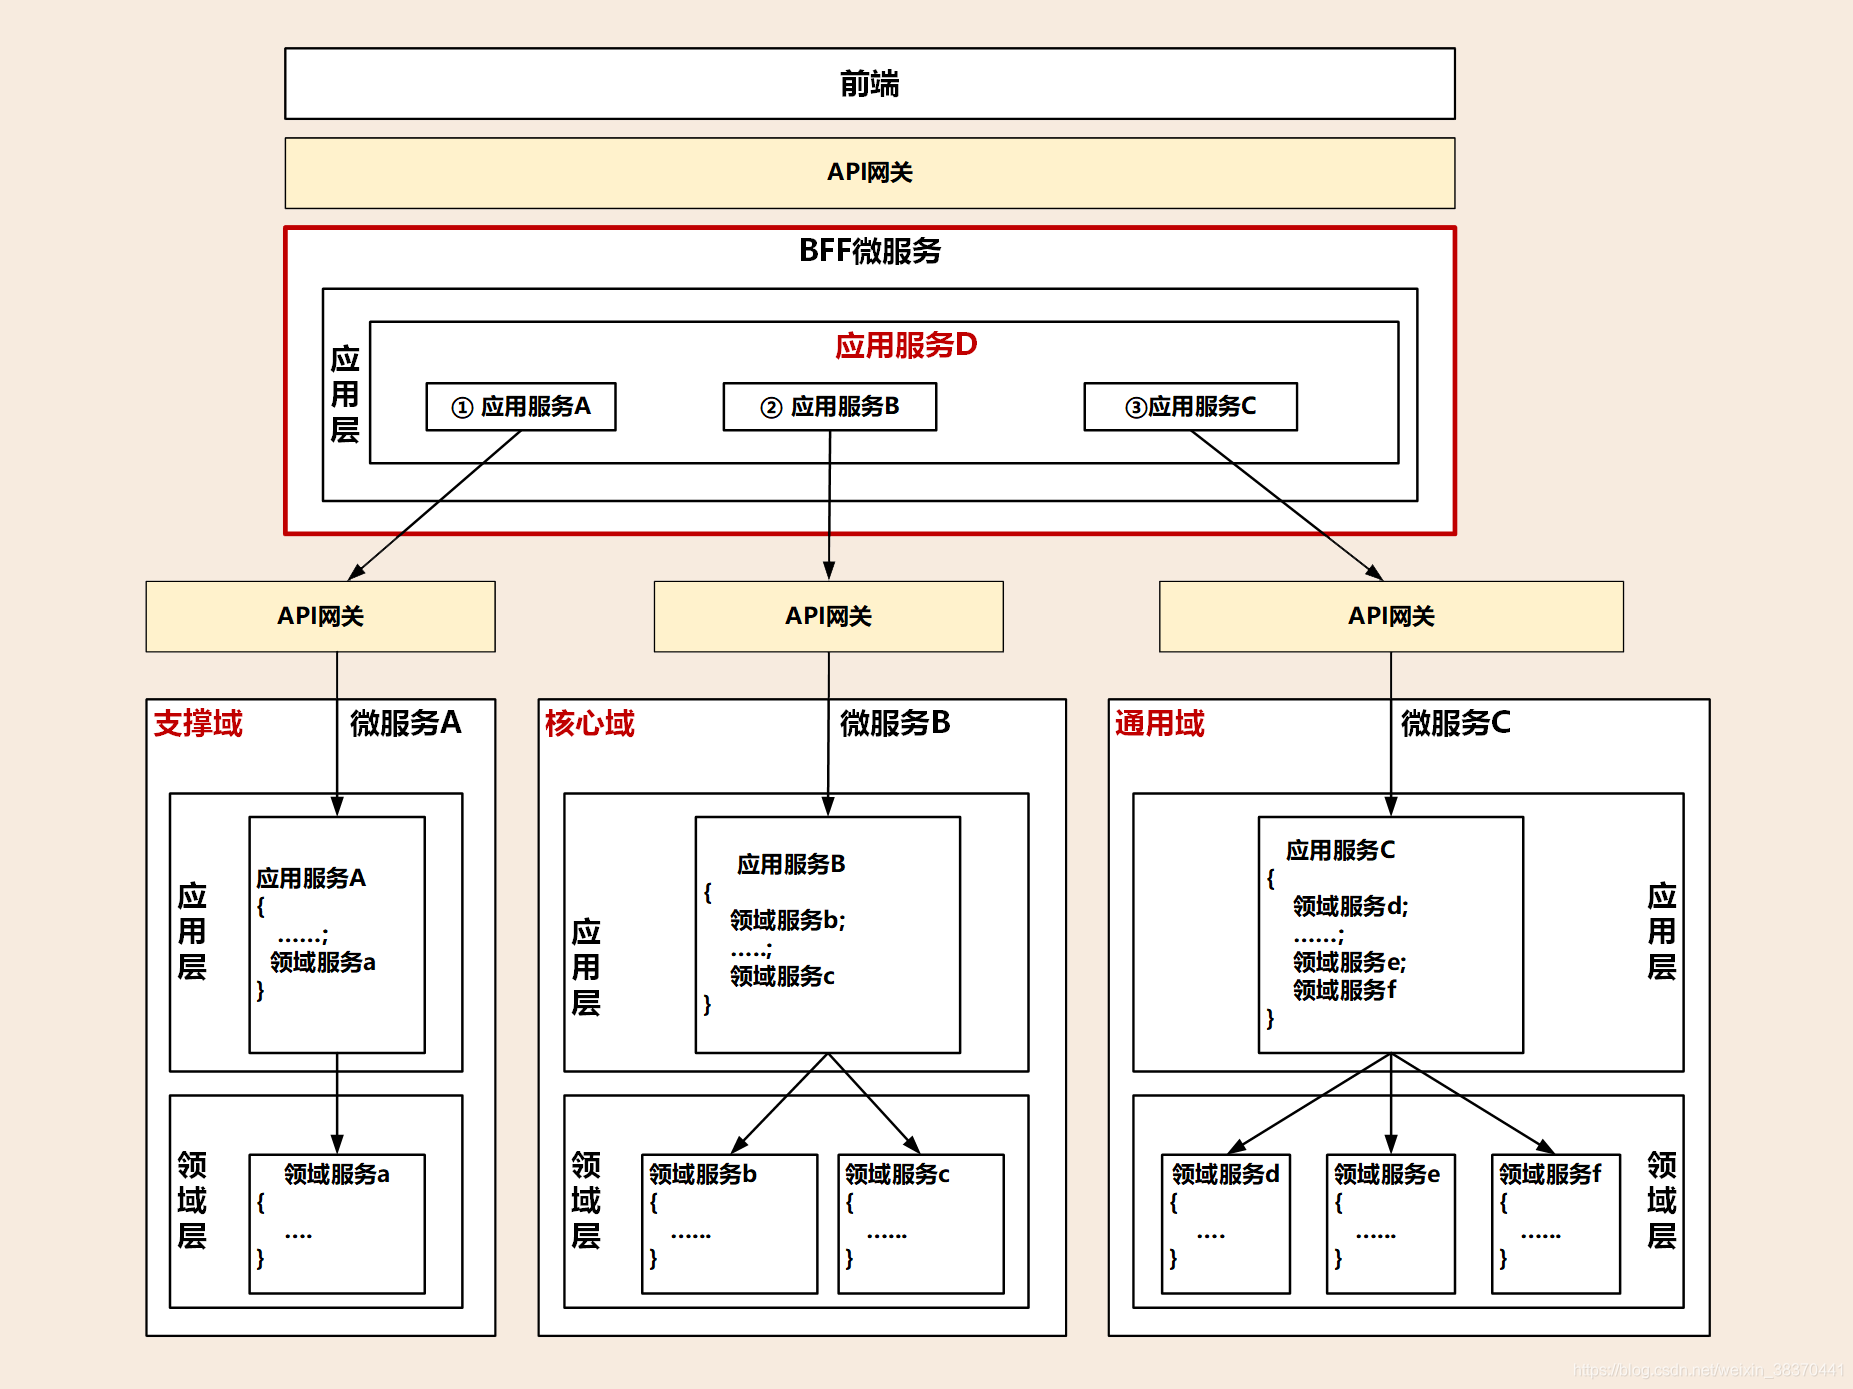 前端
API网关
BFF微服务
应用层
应用服务D
① 应用服务A
② 应用服务B
③应用服务C
API网关
API网关
API网关
支撑域
微服务A
应用层
应用服务A
{
……;
领域服务a
}
领域层
领域服务a
{
....
}
核心域
微服务B
应用层
应用服务B
{
领域服务b;
.....;
领域服务c
}
领域层
领域服务b
{
……
}
领域服务c
{
……
}
通用域
微服务C
应用层
应用服务C
{
领域服务d;
……;
领域服务e;
领域服务f
}
领域层
领域服务d
{
....
}
领域服务e
{
……
}
领域服务f
{
……
}
https://blog.csdn.net/weixin_38370441